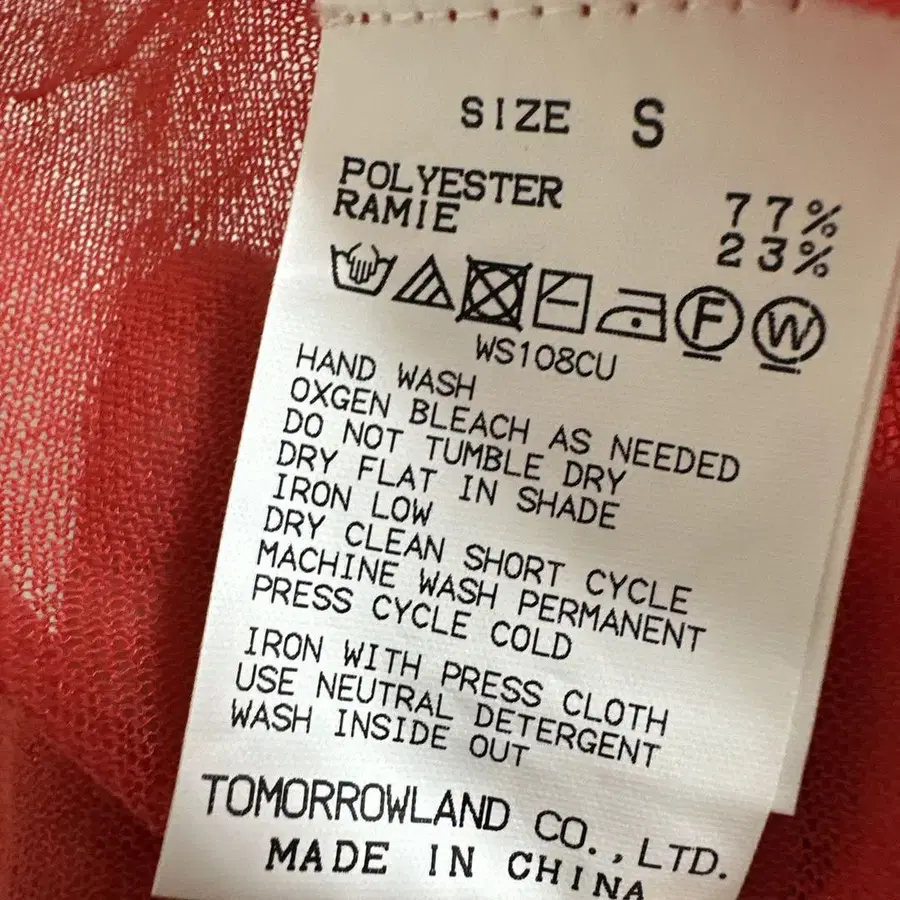 SIZE S
POLYESTER 77%
RAMIE 23%
F W
WS108CU
HAND WASH
OXGEN BLEACH AS NEEDED
DO NOT TUMBLE DRY
DRY FLAT IN SHADE
IRON LOW
DRY CLEAN SHORT CYCLE
MACHINE WASH PERMANENT
PRESS CYCLE COLD
IRON WITH PRESS CLOTH
USE NEUTRAL DETERGENT
WASH INSIDE OUT
TOMORROWLAND CO.,LTD.
MADE IN CHINA